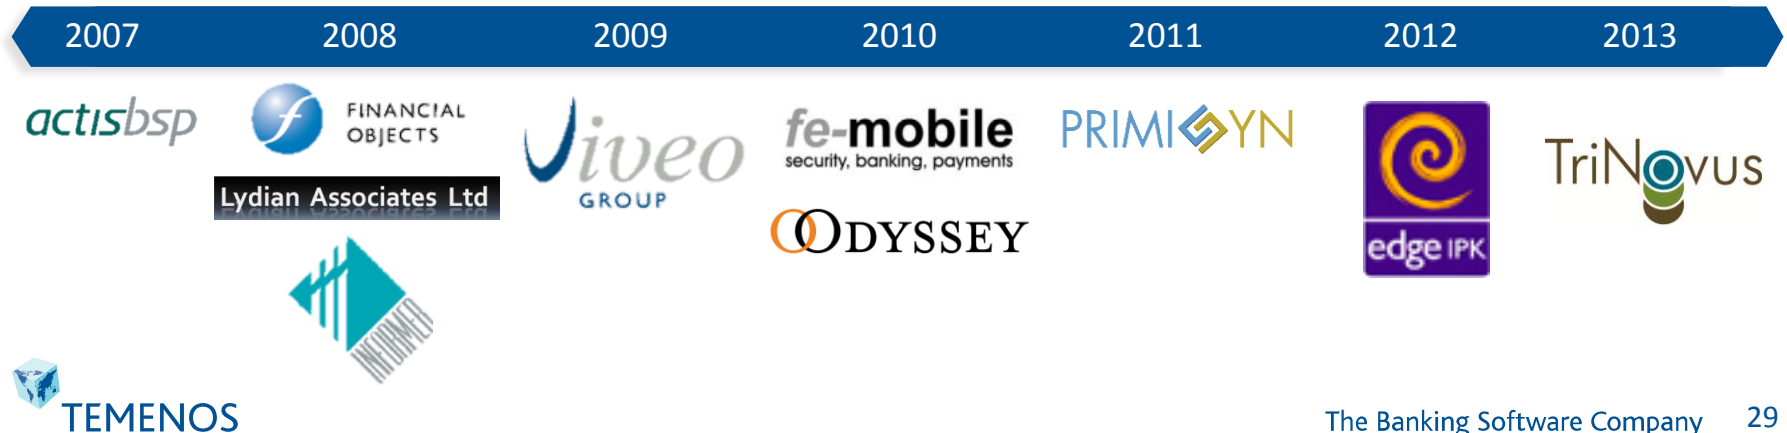 2007 2008 2009 2010 2011 2012 2013
actisbsp
FINANCIAL
OBJECTS
Lydian Associates Ltd
INFORMER
Viveo
GROUP
fe-mobile
security, banking, payments
ODYSSEY
PRIMISYN
edge IPK
TriNovus
TEMENOS
The Banking Software Company 29